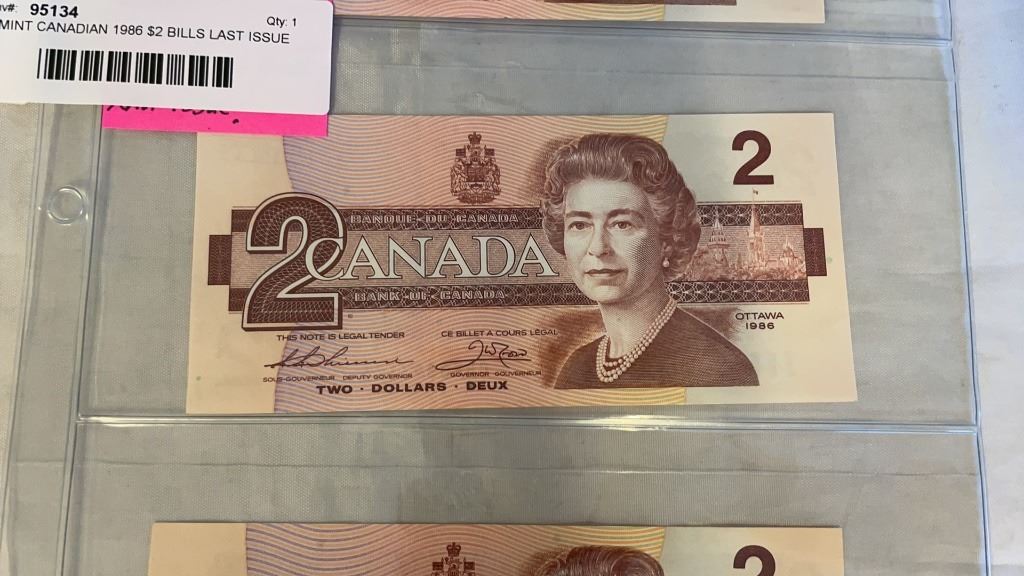 v#: 95134
Qty: 1
MINT CANADIAN 1986 $2 BILLS LAST ISSUE
2
BANQUE · DU · CANADA
2 CANADA
BANK · OF · CANADA
OTTAWA
1986
THIS NOTE IS LEGAL TENDER
CE BILLET A COURS LÉGAL
SOUS-GOUVERNEUR DEPUTY GOVERNOR
GOVERNOR GOUVERNEUR
TWO · DOLLARS · DEUX
2